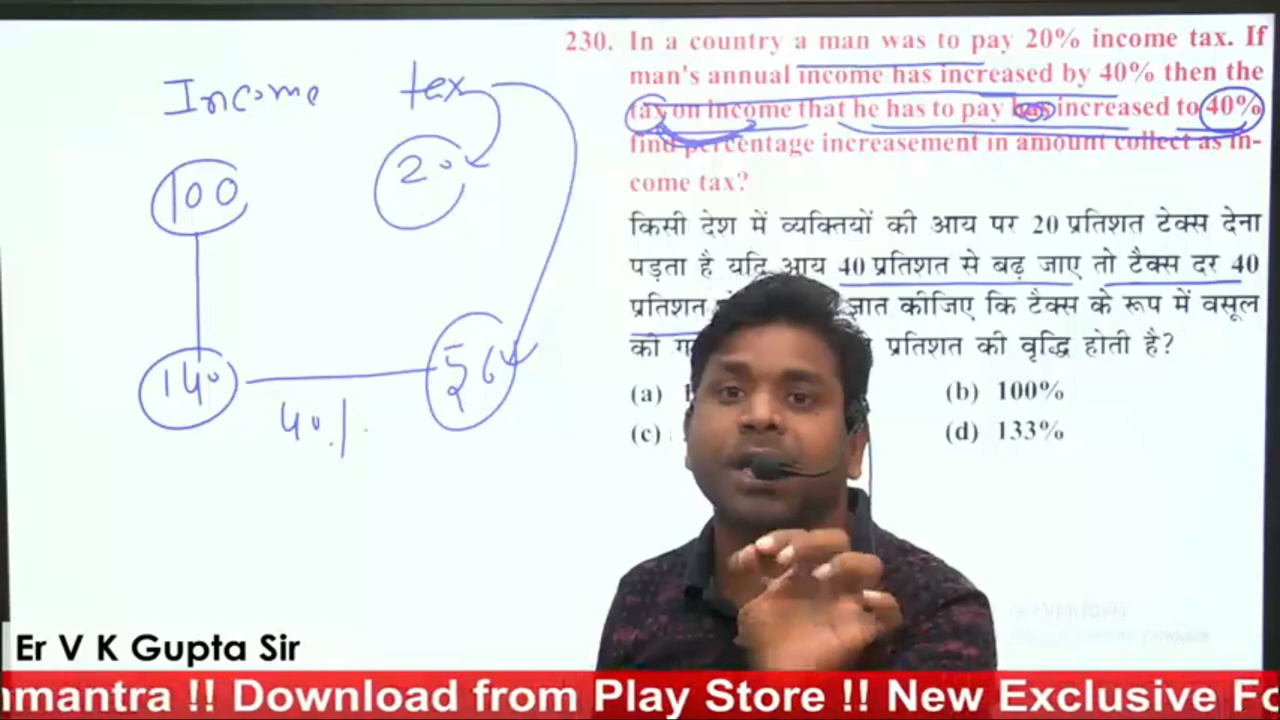 Income tax
100 20
140 56
40%
230. In a country a man was to pay 20% income tax. If
man's annual income has increased by 40% then the
tax on income that he has to pay has increased to 40%
find percentage increasement in amount collect as in-
come tax?
किसी देश में व्यक्तियों की आय पर 20 प्रतिशत टेक्स देना
पड़ता है यदि आय 40 प्रतिशत से बढ़ जाए तो टैक्स दर 40
प्रतिशत ज्ञात कीजिए कि टैक्स के रूप में वसूल
की प्रतिशत की वृद्धि होती है?
(a) (b) 100%
(c) (d) 133%
Er V K Gupta Sir
mantra !! Download from Play Store !! New Exclusive